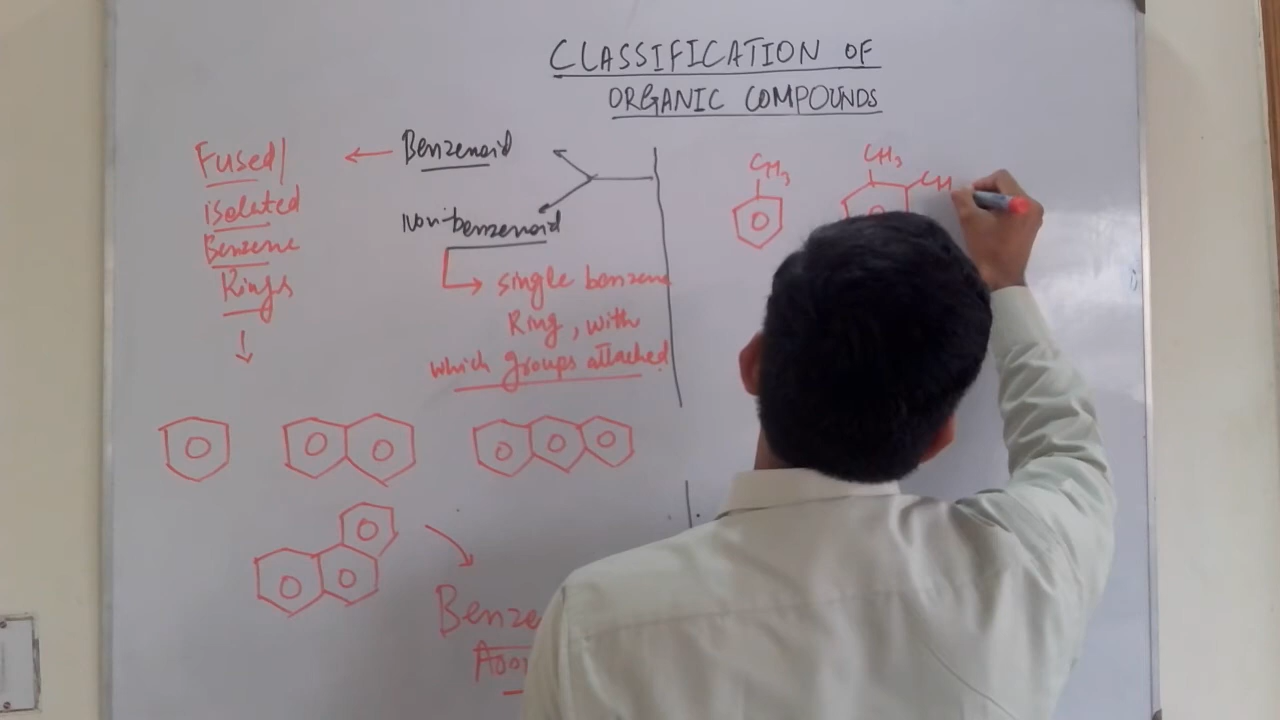 CLASSIFICATION OF
ORGANIC COMPOUNDS
Fused/
isolated
Benzene
Rings
Benzenoid
Non-benzenoid
single benzene
Ring, with
which groups attached
CH3
CH3
CH